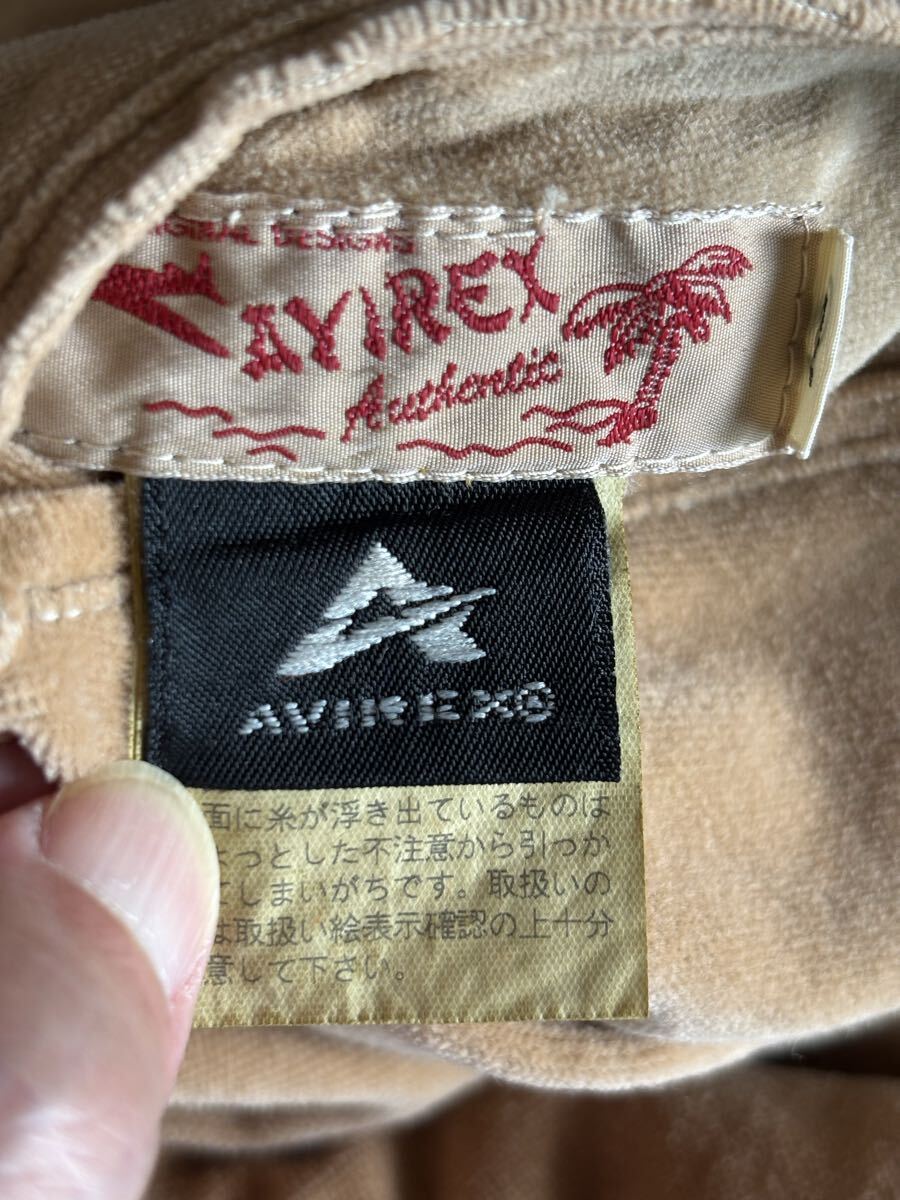 DESIGNS
AVIREX
Authentic
AVIREX®
面に糸が浮き出ているものは
ょっとした不注意から引っか
てしまいがちです。取扱いの
は取扱い絵表示確認の上十分
意して下さい。